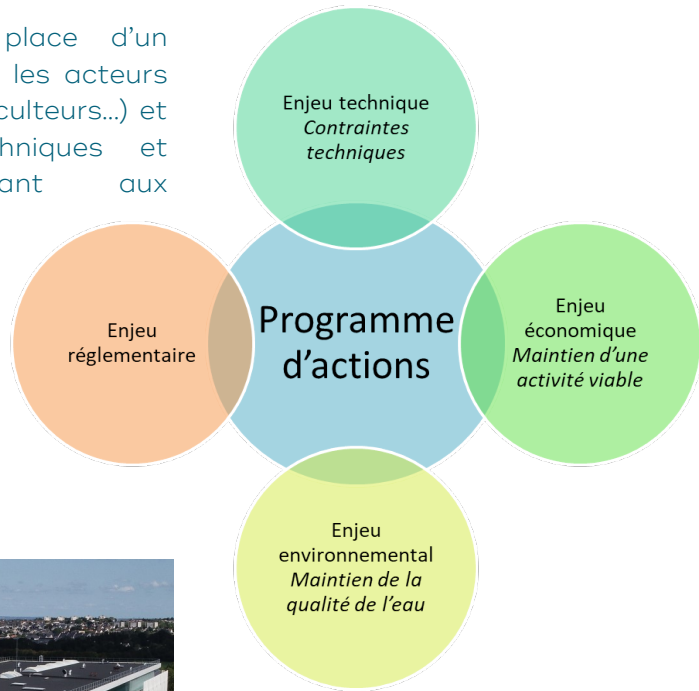 place d'un
les acteurs
culteurs...) et
hniques et
ant aux
Enjeu technique
Contraintes
techniques
Enjeu
réglementaire
Programme
d'actions
Enjeu
économique
Maintien d'une
activité viable
Enjeu
environnemental
Maintien de la
qualité de l'eau